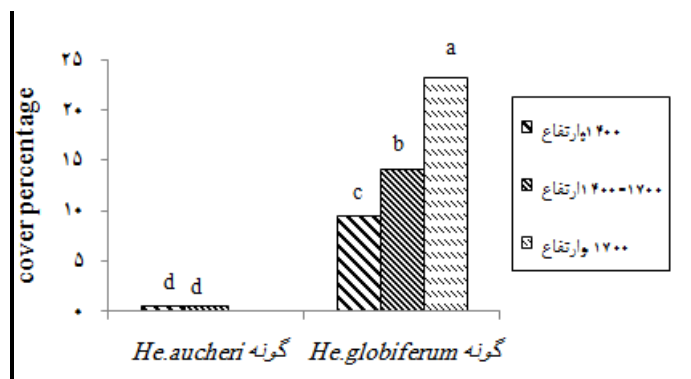 cover percentage
۲۵
۲۰
۱۵
۱۰
۵
۰
a
b
c
d d
گونه He.aucheri
گونه He.globiferum
ارتفاع ۱۴۰۰
ارتفاع ۱۴۰۰-۱۷۰۰
ارتفاع ۱۷۰۰